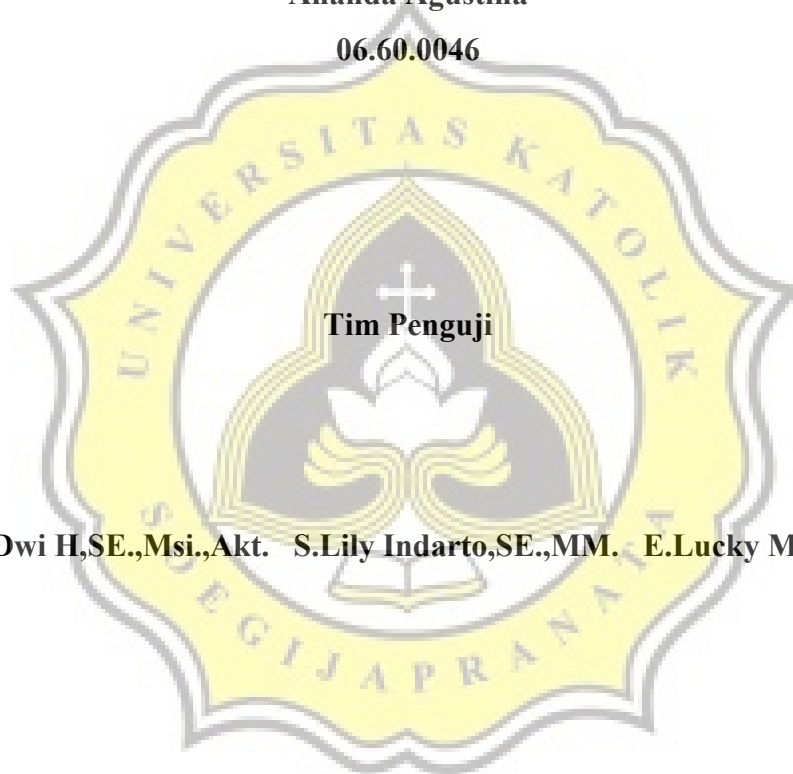 Ananda Agustina
06.60.0046
UNIVERSITAS KATOLIK
Tim Penguji
Dwi H,SE.,Msi.,Akt. S.Lily Indarto,SE.,MM. E.Lucky M
SOEGIJAPRANATA